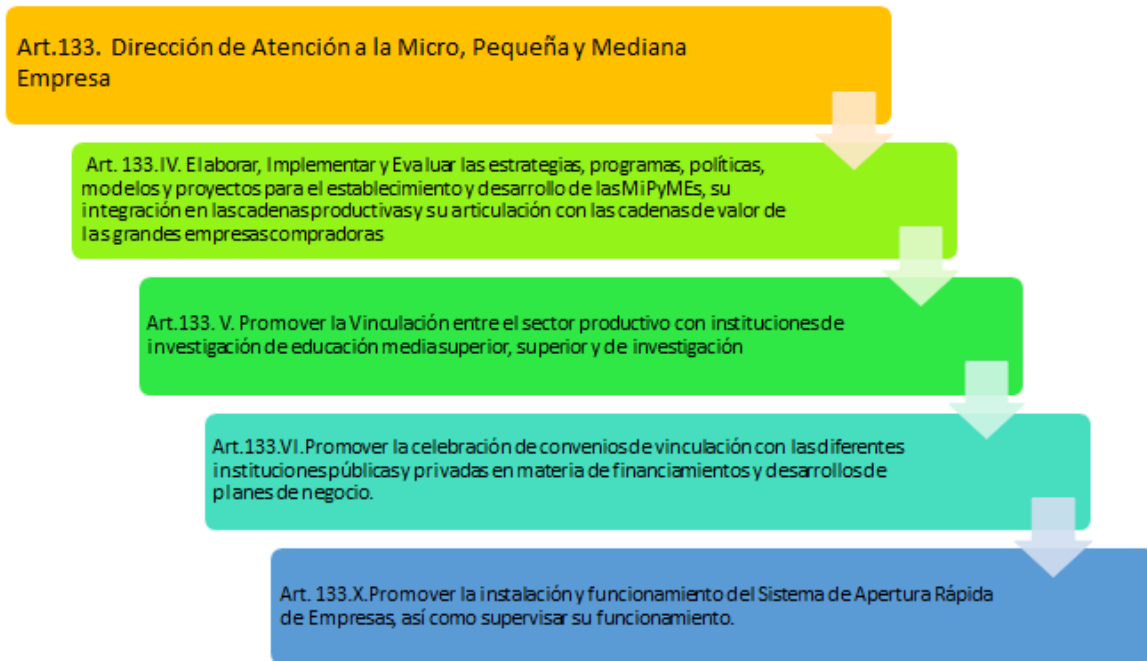 Art.133. Dirección de Atención a la Micro, Pequeña y Mediana
Empresa
Art. 133.IV. Elaborar, Implementar y Evaluar las estrategias, programas, políticas,
modelos y proyectos para el establecimiento y desarrollo de las MiPyMEs, su
integración en las cadenas productivas y su articulación con las cadenas de valor de
las grandes empresas compradoras
Art.133. V. Promover la Vinculación entre el sector productivo con instituciones de
investigación de educación media superior, superior y de investigación
Art.133.VI.Promover la celebración de convenios de vinculación con las diferentes
instituciones públicas y privadas en materia de financiamientos y desarrollos de
planes de negocio.
Art. 133.X.Promover la instalación y funcionamiento del Sistema de Apertura Rápida
de Empresas, así como supervisar su funcionamiento.